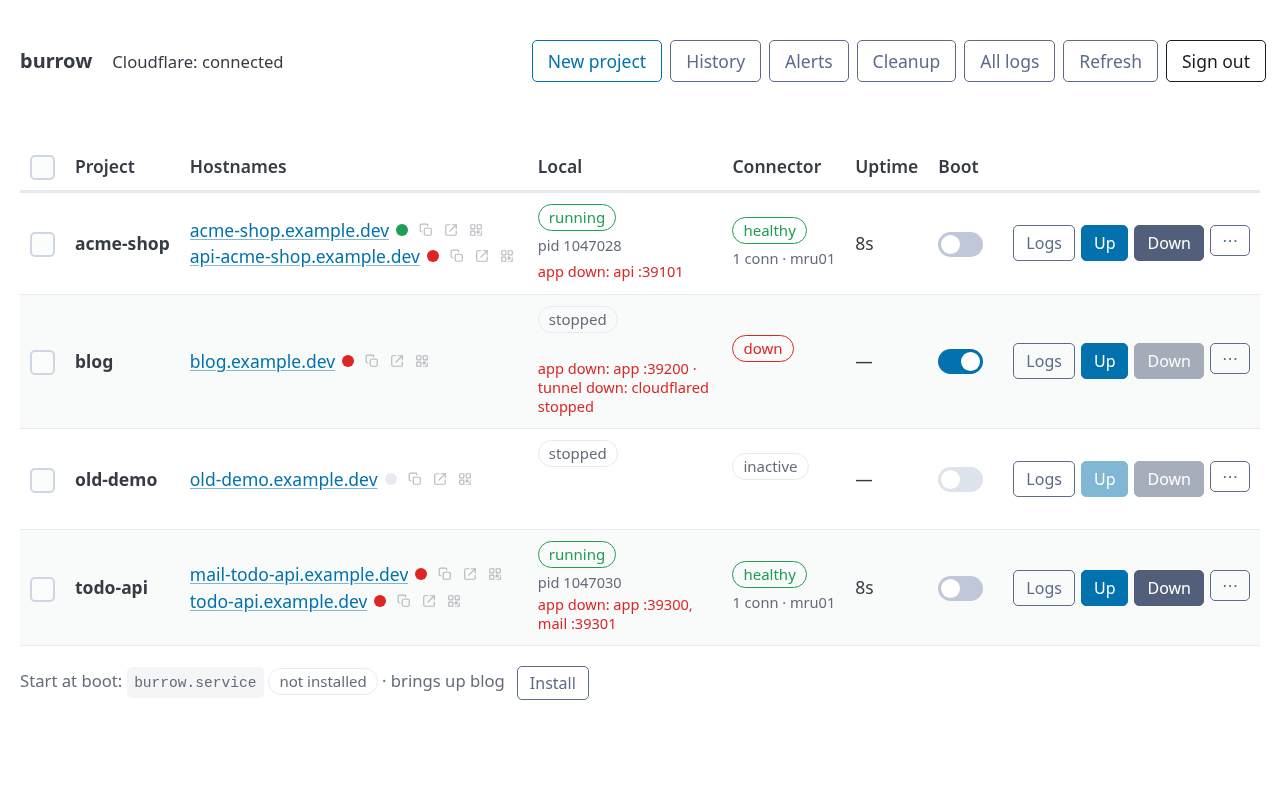 burrow Cloudflare: connected New project History Alerts Cleanup All logs Refresh Sign out
Project Hostnames Local Connector Uptime Boot
acme-shop acme-shop.example.dev running healthy 8s Logs Up Down ...
api-acme-shop.example.dev pid 1047028 1 conn · mru01
app down: api :39101
blog blog.example.dev stopped down — Logs Up Down ...
app down: app :39200 ·
tunnel down: cloudflared
stopped
old-demo old-demo.example.dev stopped inactive — Logs Up Down ...
todo-api mail-todo-api.example.dev running healthy 8s Logs Up Down ...
todo-api.example.dev pid 1047030 1 conn · mru01
app down: app :39300,
mail :39301
Start at boot: burrow.service not installed · brings up blog Install